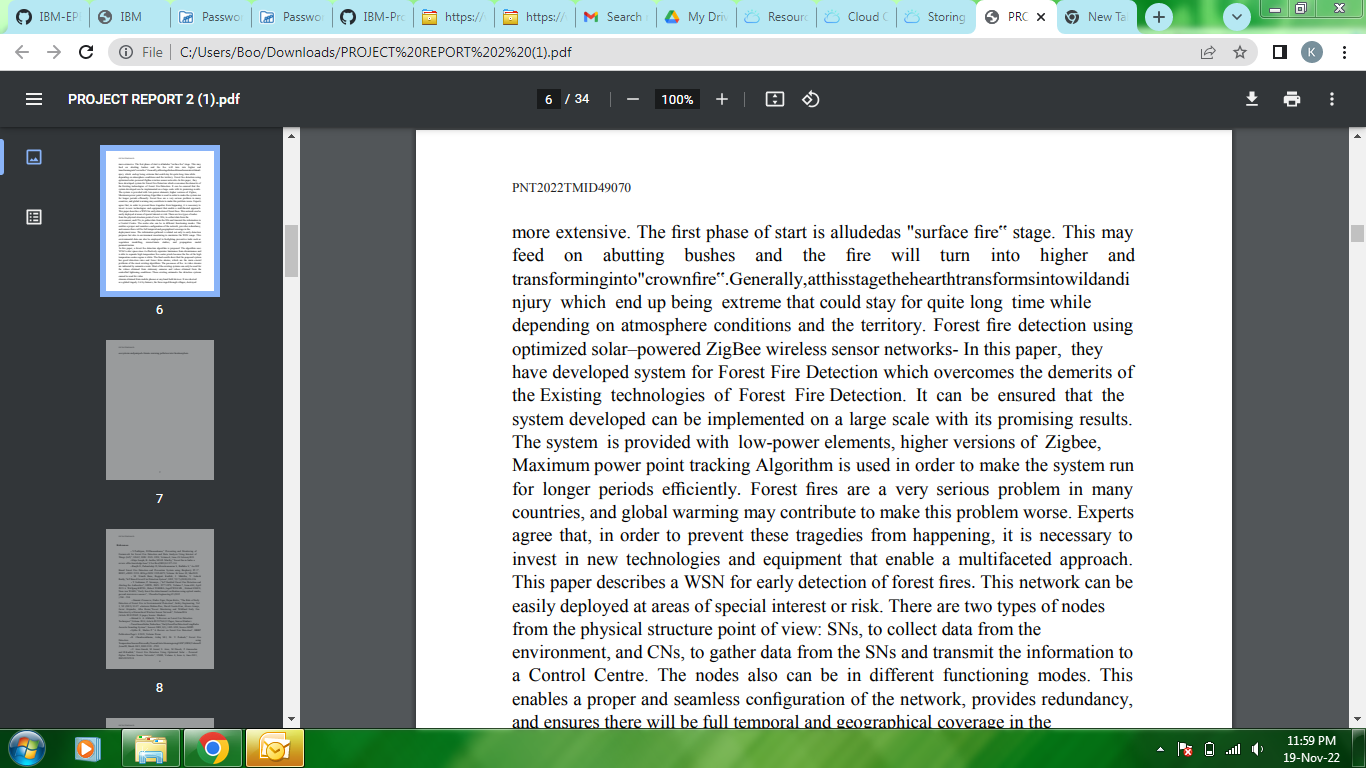 IBM-EP
IBM
Passwor
Passwor
IBM-Pro
https://
https://
Search
My Driv
Resourc
Cloud
Storing
PRO
New Ta
File
C:/Users/Boo/Downloads/PROJECT%20REPORT%202%20(1).pdf
K
PROJECT REPORT 2 (1).pdf
6 / 34
100%
6
7
8
PNT2022TMID49070
more extensive. The first phase of start is alludedas "surface fire‟ stage. This may
feed on abutting bushes and the fire will turn into higher and
transforminginto"crownfire‟.Generally,atthisstagethehearthtransformsintowildandi
njury which end up being extreme that could stay for quite long time while
depending on atmosphere conditions and the territory. Forest fire detection using
optimized solar–powered ZigBee wireless sensor networks- In this paper, they
have developed system for Forest Fire Detection which overcomes the demerits of
the Existing technologies of Forest Fire Detection. It can be ensured that the
system developed can be implemented on a large scale with its promising results.
The system is provided with low-power elements, higher versions of Zigbee,
Maximum power point tracking Algorithm is used in order to make the system run
for longer periods efficiently. Forest fires are a very serious problem in many
countries, and global warming may contribute to make this problem worse. Experts
agree that, in order to prevent these tragedies from happening, it is necessary to
invest in new technologies and equipment that enable a multifaceted approach.
This paper describes a WSN for early detection of forest fires. This network can be
easily deployed at areas of special interest or risk. There are two types of nodes
from the physical structure point of view: SNs, to collect data from the
environment, and CNs, to gather data from the SNs and transmit the information to
a Control Centre. The nodes also can be in different functioning modes. This
enables a proper and seamless configuration of the network, provides redundancy,
and ensures there will be full temporal and geographical coverage in the
11:59 PM
19-Nov-22